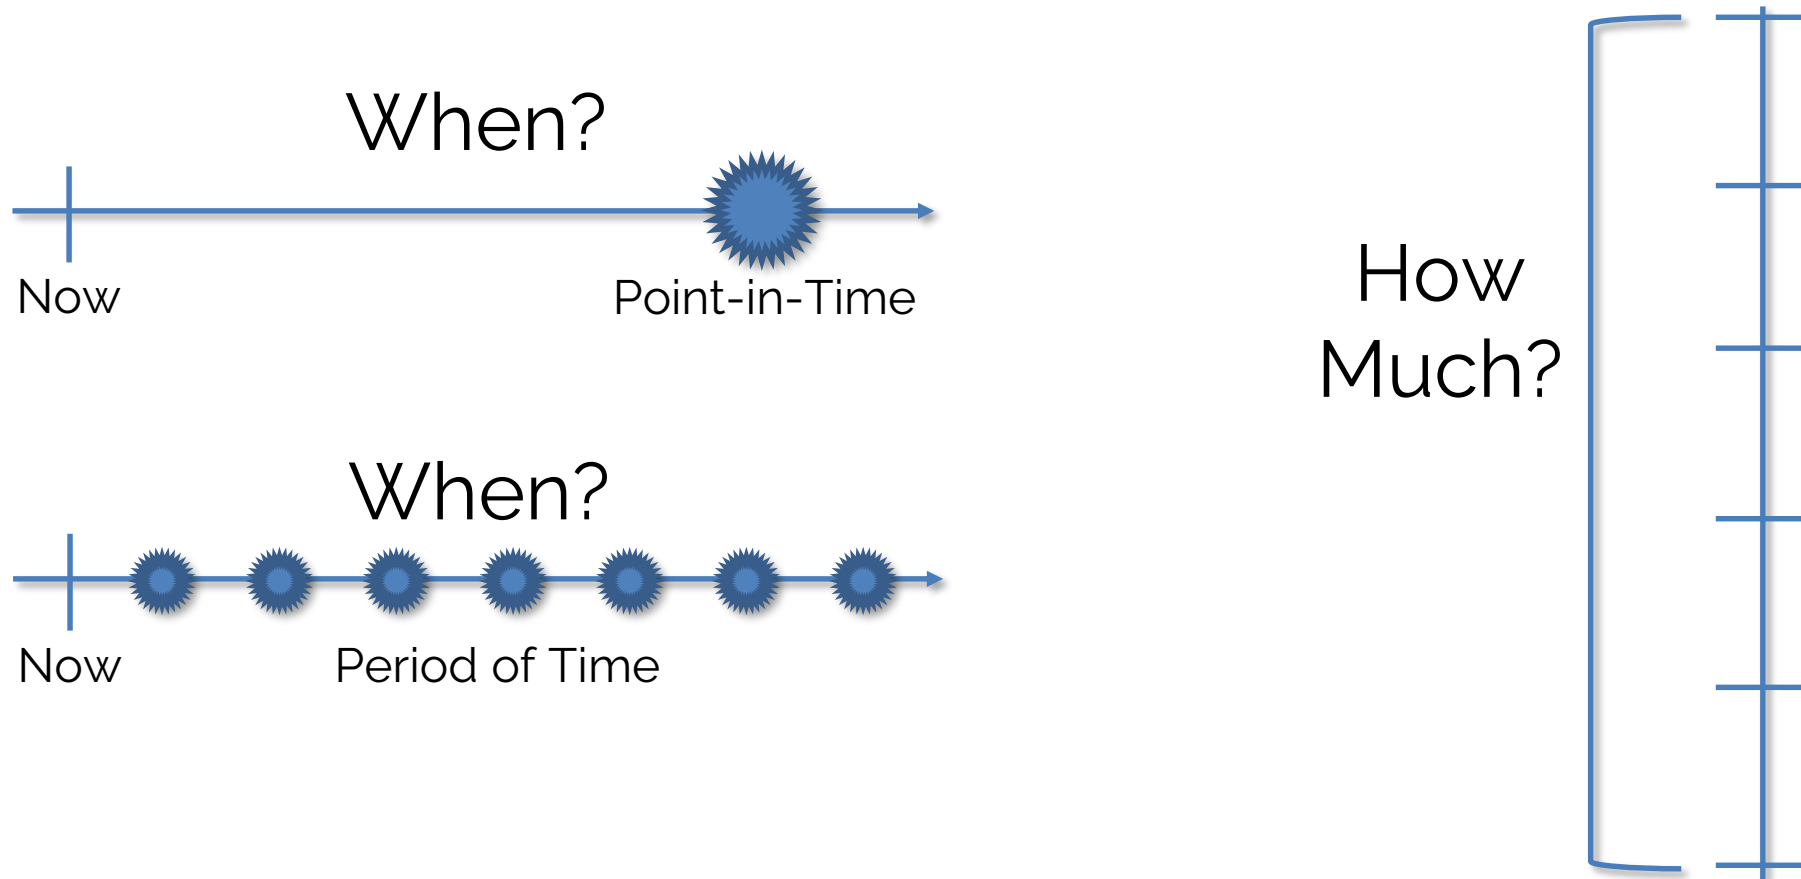 When?
Now
Point-in-Time
When?
Now
Period of Time
How
Much?